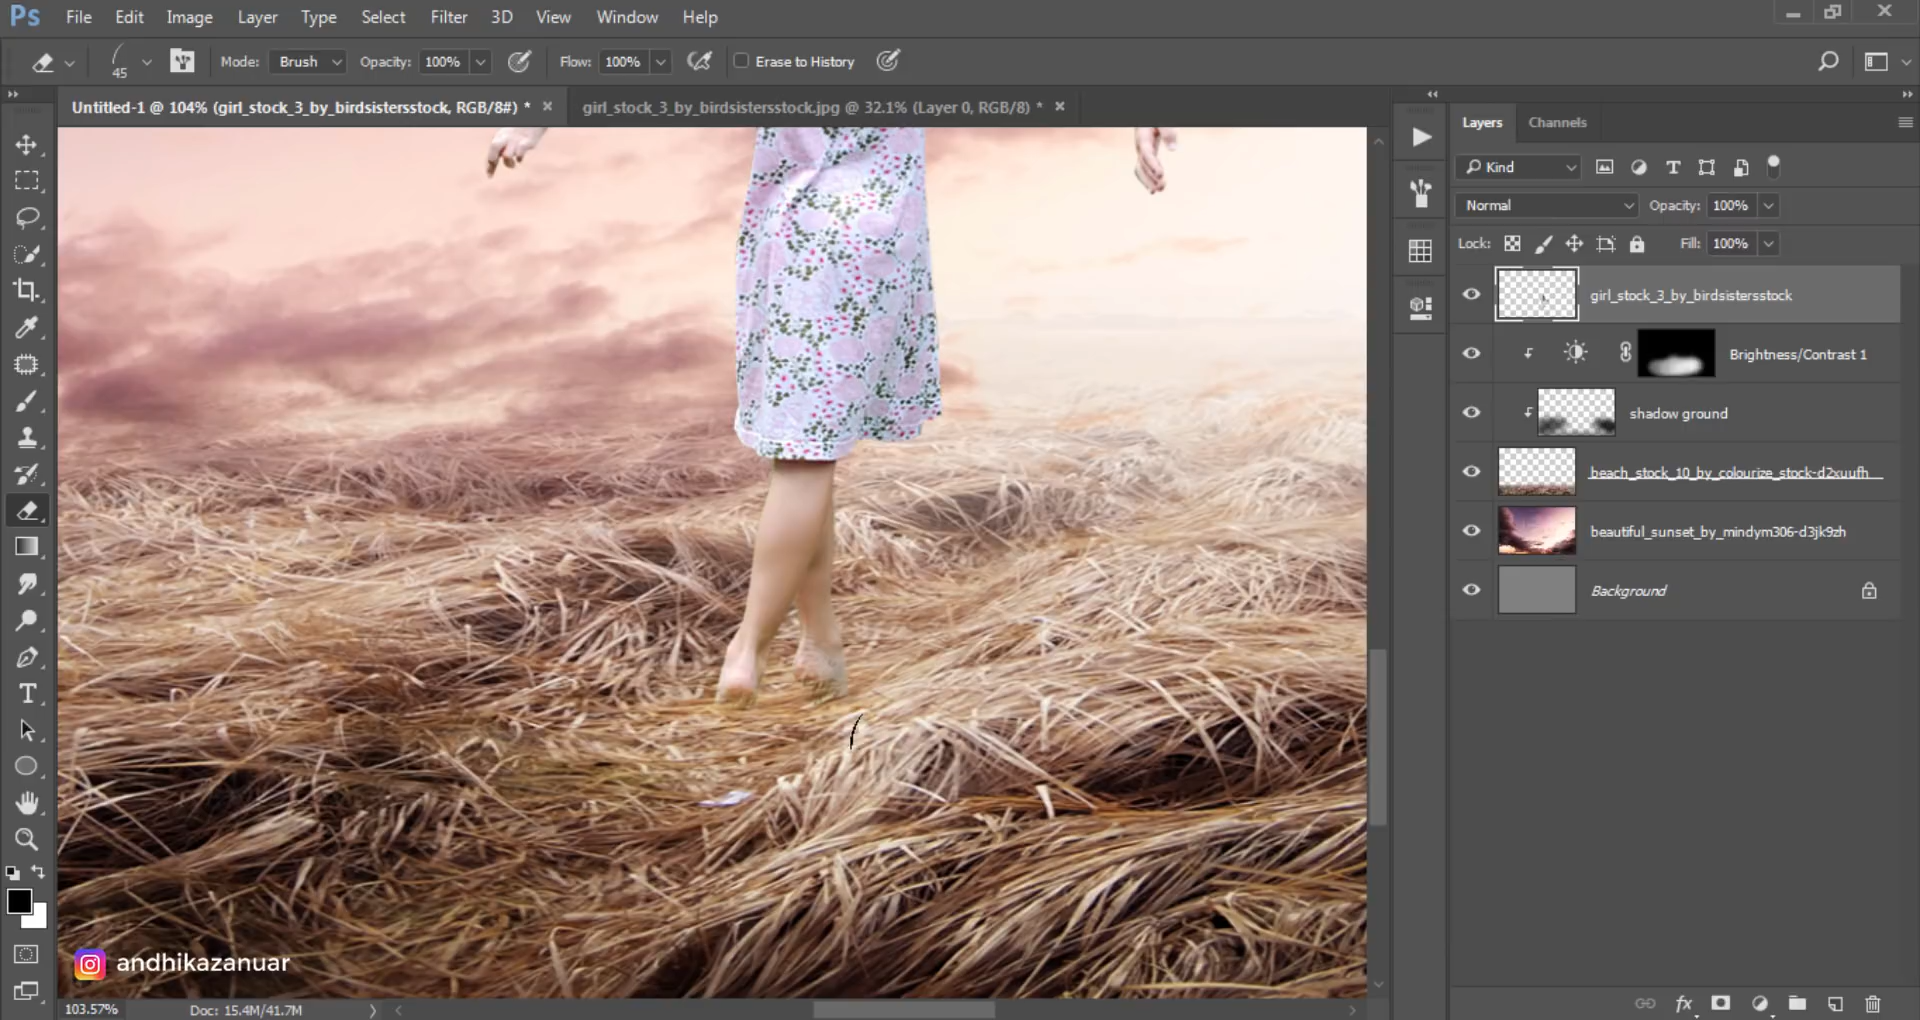 Ps File Edit Image Layer Type Select Filter 3D View Window Help
45 Mode: Brush Opacity: 100% Flow: 100% Erase to History
Untitled-1 @ 104% (girl_stock_3_by_birdsistersstock, RGB/8#) * girl_stock_3_by_birdsistersstock.jpg @ 32.1% (Layer 0, RGB/8) *
Layers Channels
Kind
Normal Opacity: 100%
Lock: Fill: 100%
girl_stock_3_by_birdsistersstock
Brightness/Contrast 1
shadow ground
beach_stock_10_by_colourize_stock-d2xuufh
beautiful_sunset_by_mindym306-d3jk9zh
Background
andhikazanuar
103.57% Doc: 15.4M/41.7M
fx